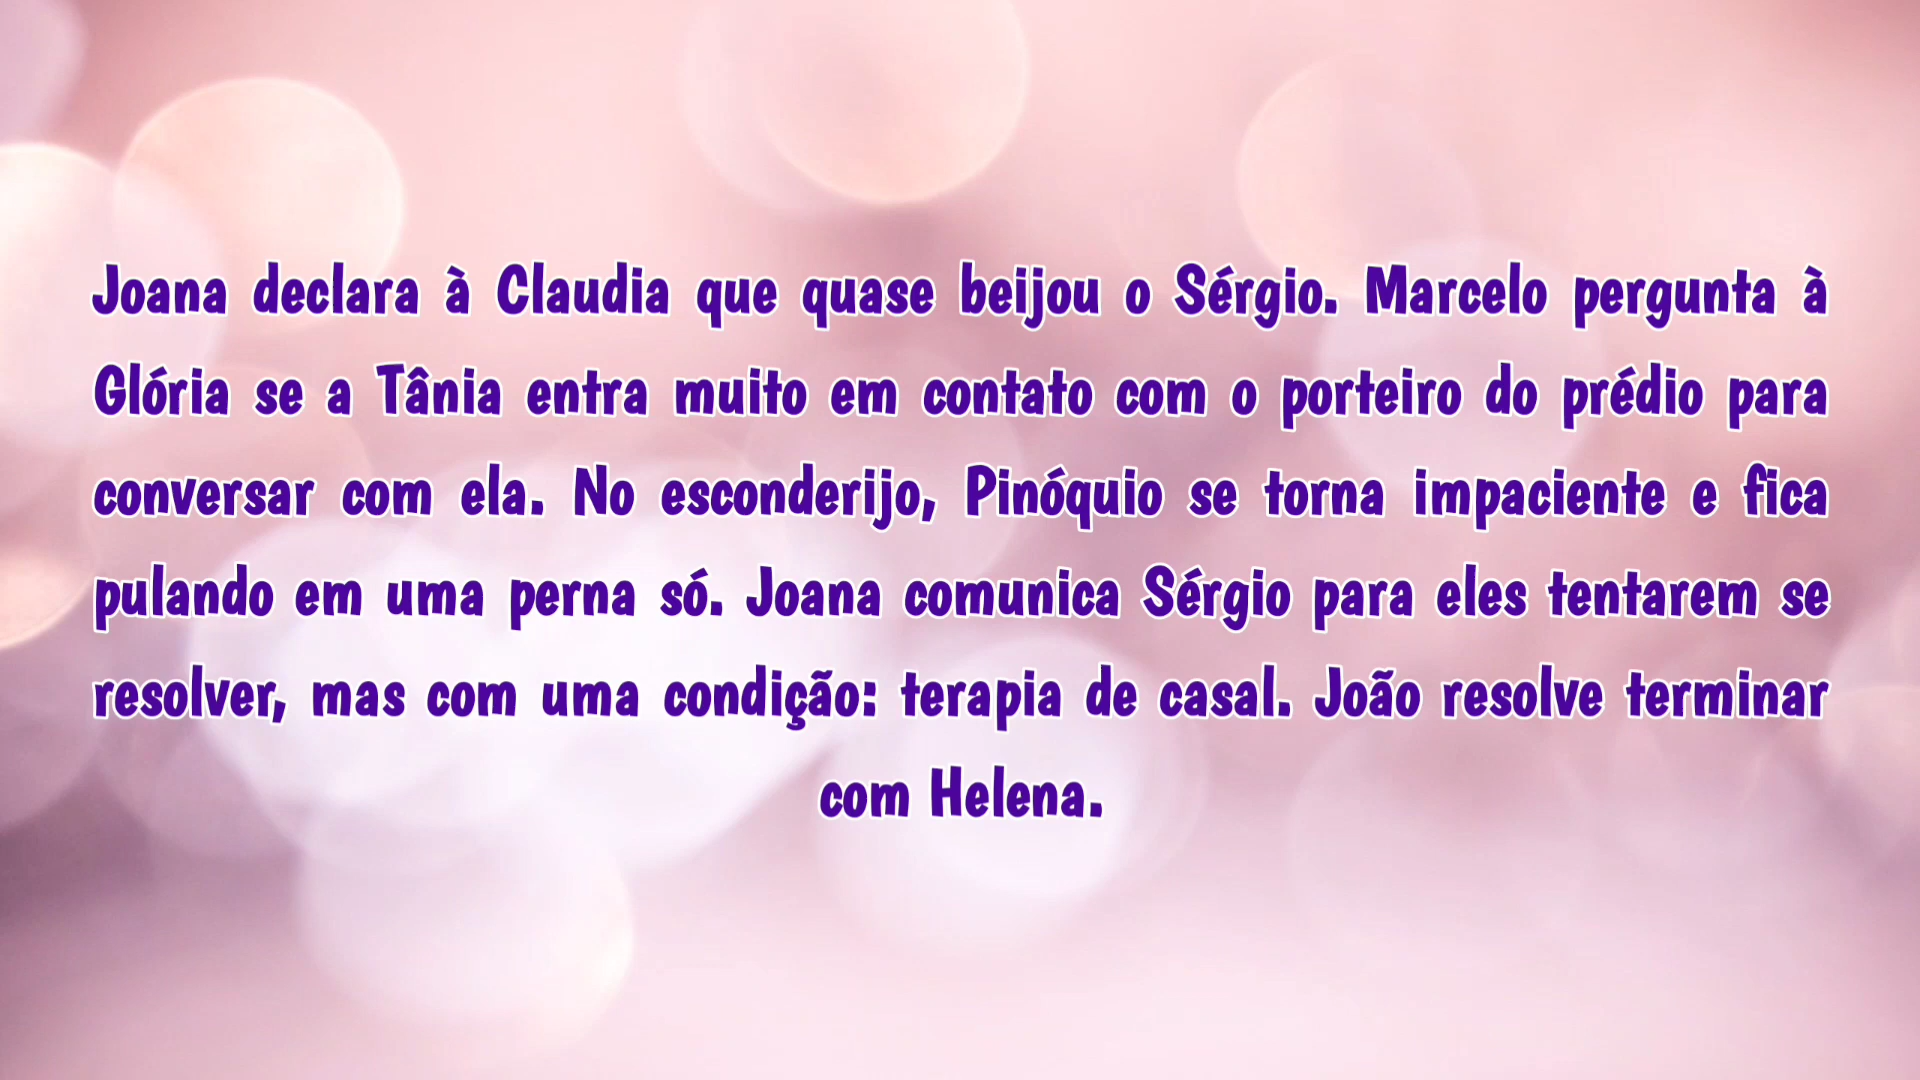 Joana declara à Claudia que quase beijou o Sérgio. Marcelo pergunta à
Glória se a Tânia entra muito em contato com o porteiro do prédio para
conversar com ela. No esconderijo, Pinóquio se torna impaciente e fica
pulando em uma perna só. Joana comunica Sérgio para eles tentarem se
resolver, mas com uma condição: terapia de casal. João resolve terminar
com Helena.